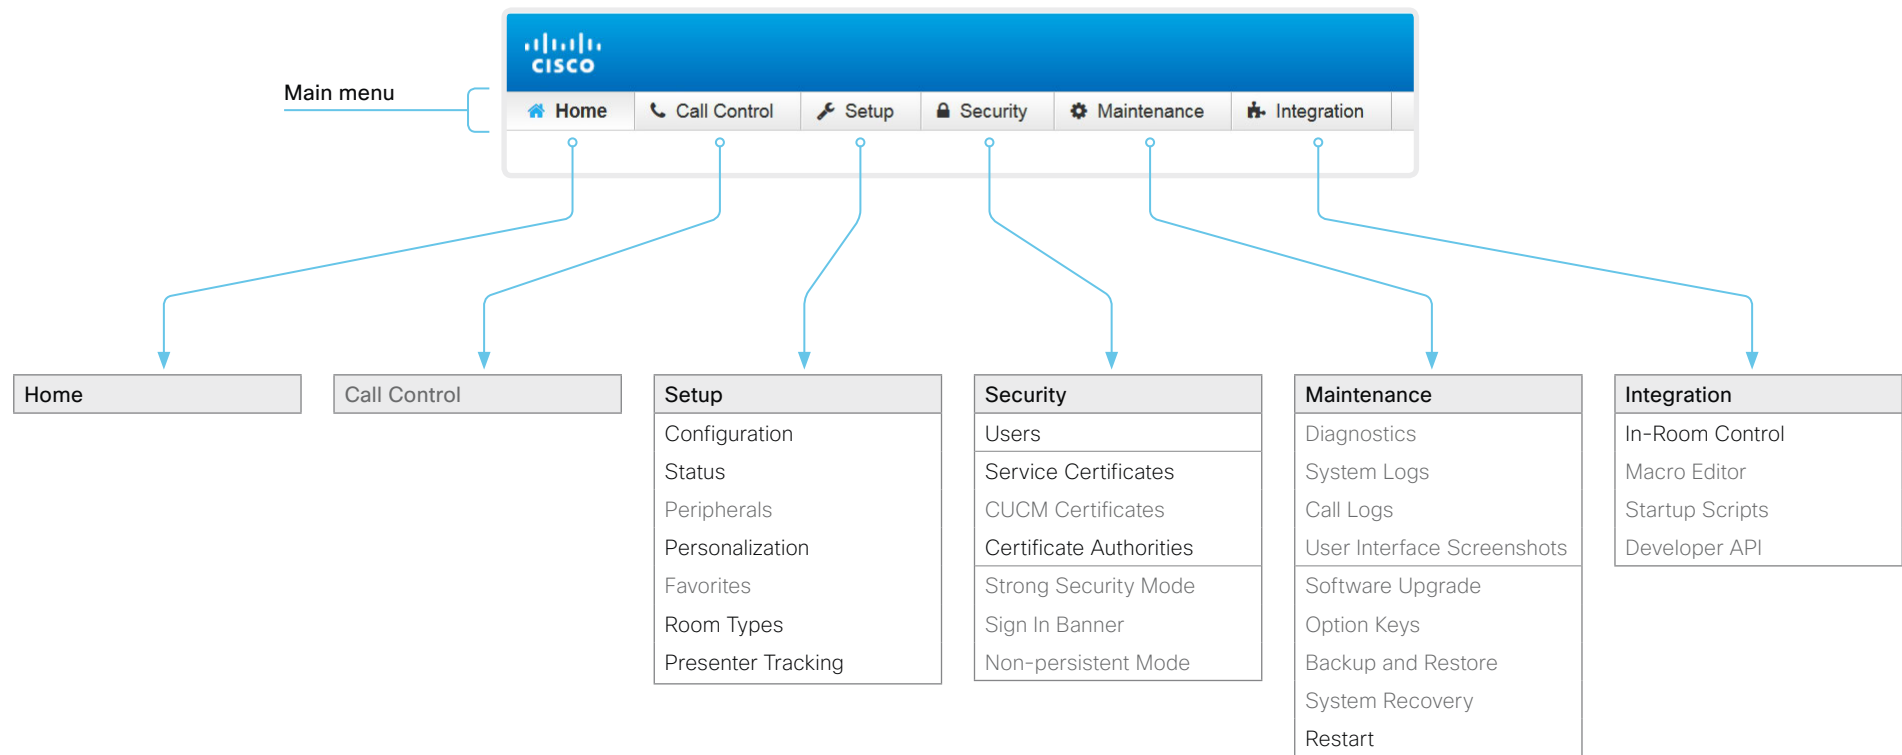 CISCO
Main menu
Home Call Control Setup Security Maintenance Integration
Home
Call Control
Setup
Configuration
Status
Peripherals
Personalization
Favorites
Room Types
Presenter Tracking
Security
Users
Service Certificates
CUCM Certificates
Certificate Authorities
Strong Security Mode
Sign In Banner
Non-persistent Mode
Maintenance
Diagnostics
System Logs
Call Logs
User Interface Screenshots
Software Upgrade
Option Keys
Backup and Restore
System Recovery
Restart
Integration
In-Room Control
Macro Editor
Startup Scripts
Developer API